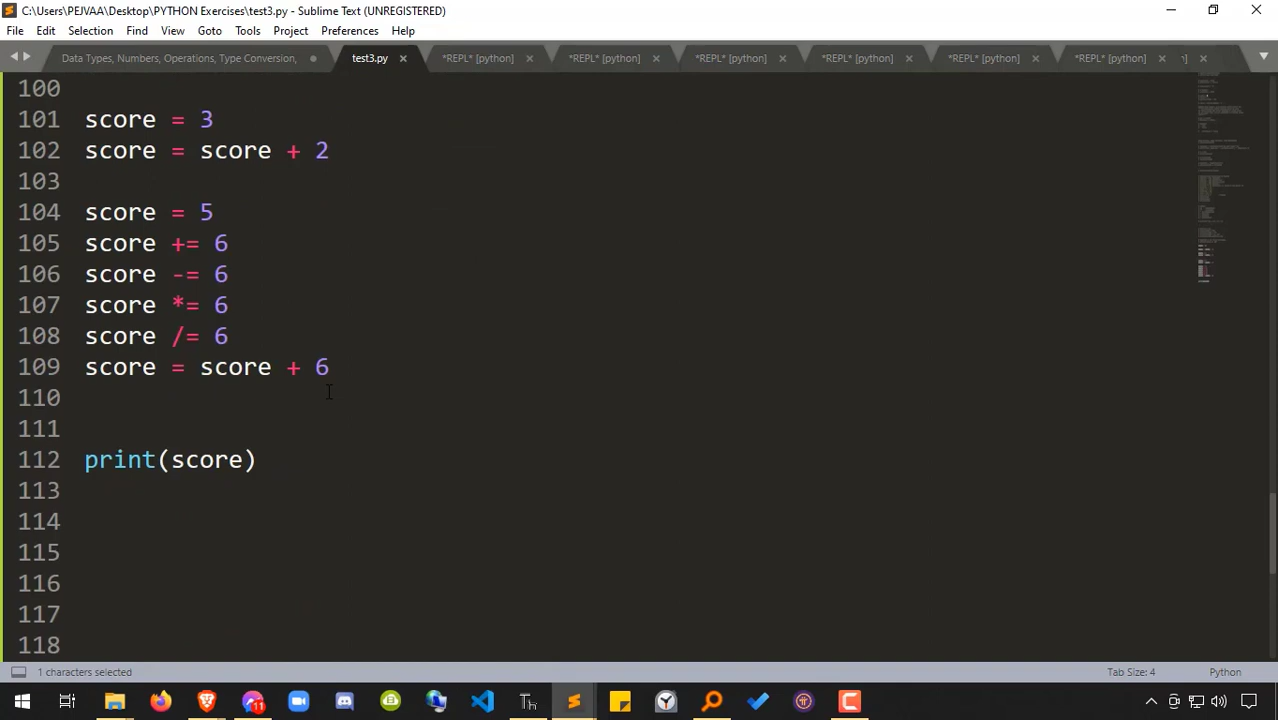 C:\Users\PEJVAA\Desktop\PYTHON Exercises\test3.py - Sublime Text (UNREGISTERED)
File Edit Selection Find View Goto Tools Project Preferences Help
Data Types, Numbers, Operations, Type Conversion, test3.py *REPL* [python] *REPL* [python] *REPL* [python] *REPL* [python] *REPL* [python] *REPL* [python] ]
100
101 score = 3
102 score = score + 2
103
104 score = 5
105 score += 6
106 score -= 6
107 score *= 6
108 score /= 6
109 score = score + 6
110
111
112 print(score)
113
114
115
116
117
118
1 characters selected Tab Size: 4 Python
11 Th